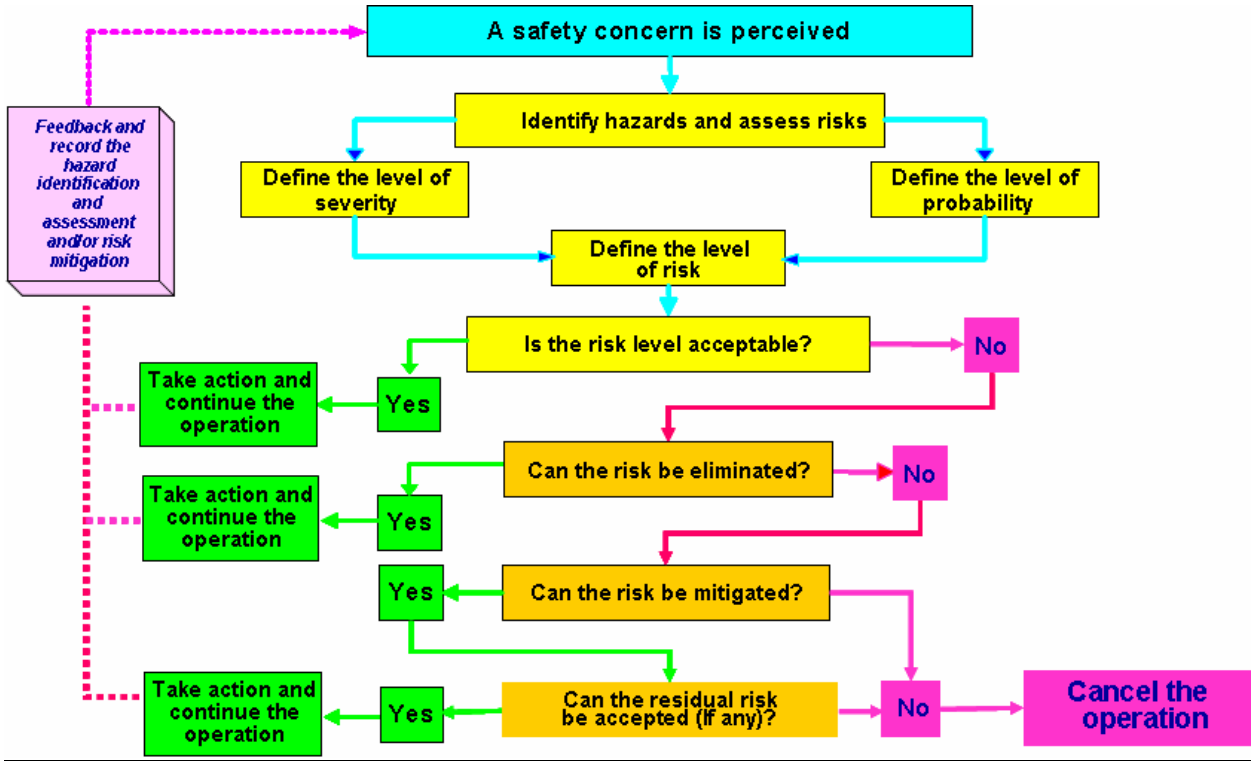 A safety concern is perceived
Feedback and
record the
hazard
identification
and
assessment
and/or risk
mitigation
Identify hazards and assess risks
Define the level of
severity
Define the level of
probability
Define the level
of risk
Is the risk level acceptable?
No
Yes
Take action and
continue the
operation
Can the risk be eliminated?
No
Yes
Take action and
continue the
operation
Can the risk be mitigated?
Yes
Can the residual risk
be accepted (If any)?
Yes
Take action and
continue the
operation
No
Cancel the
operation